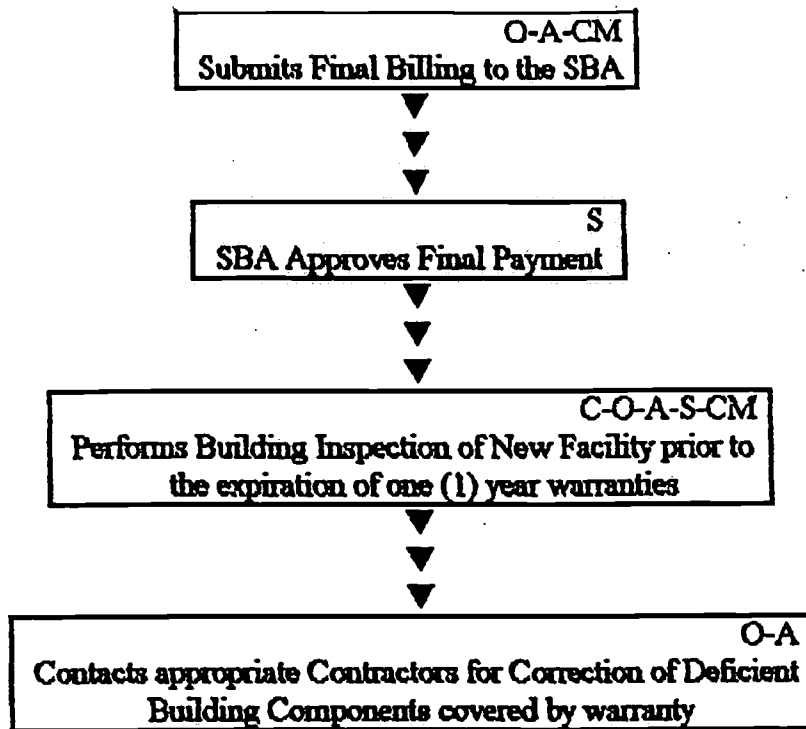 O-A-CM
Submits Final Billing to the SBA
S
SBA Approves Final Payment
C-O-A-S-CM
Performs Building Inspection of New Facility prior to
the expiration of one (1) year warranties
O-A
Contacts appropriate Contractors for Correction of Deficient
Building Components covered by warranty